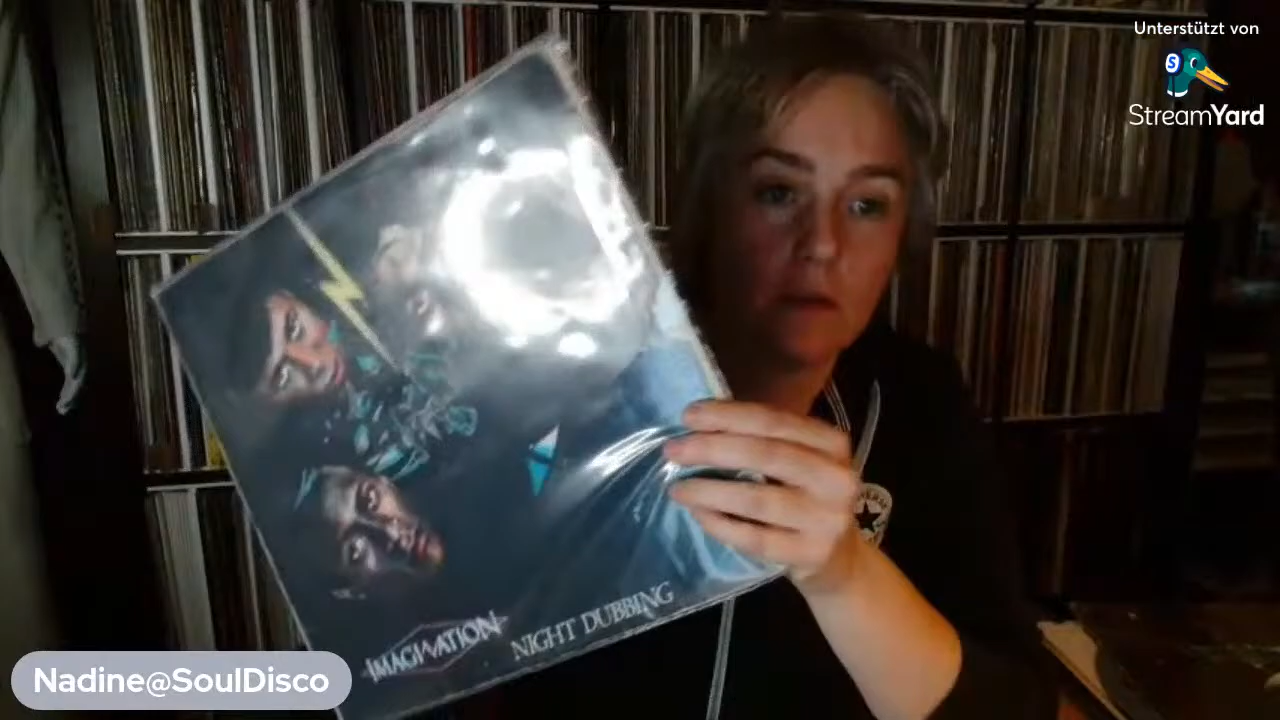 Unterstützt von
StreamYard
IMAGINATION
NIGHT DUBBING
Nadine@SoulDisco